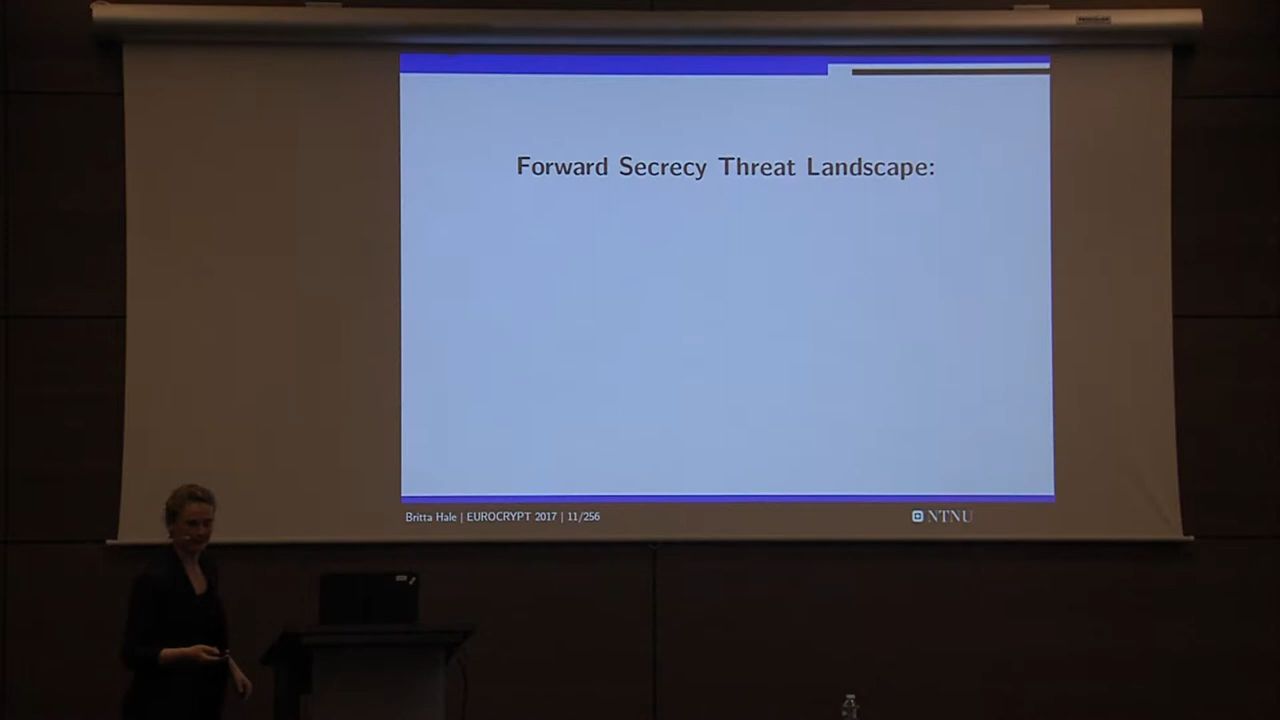 Forward Secrecy Threat Landscape:
Britta Hale | EUROCRYPT 2017 | 11/256
NTNU